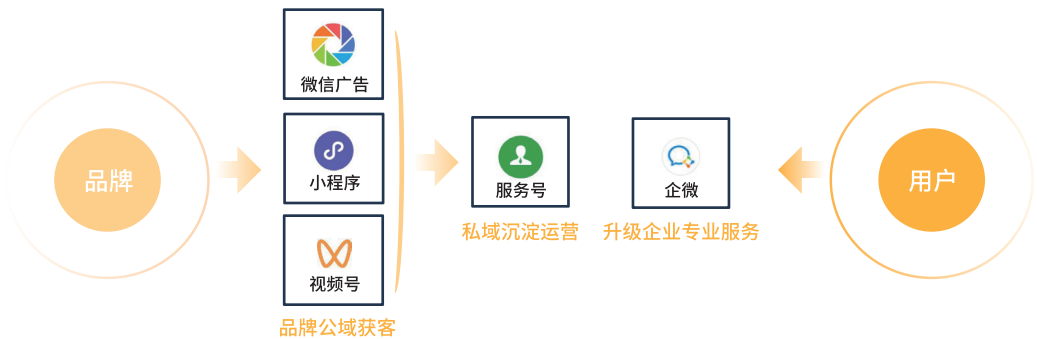 品牌
微信广告
小程序
视频号
品牌公域获客
服务号
私域沉淀运营
企微
升级企业专业服务
用户